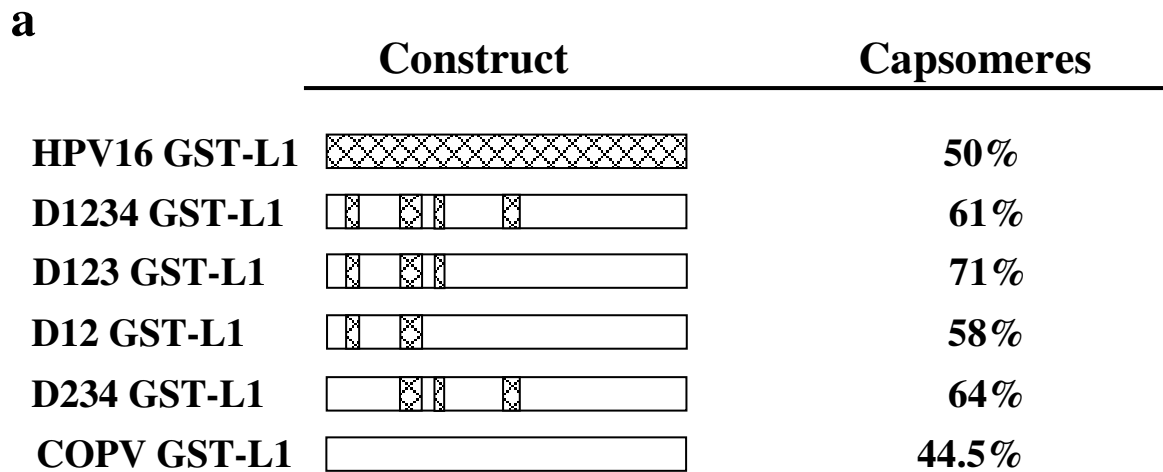 a
Construct Capsomeres
HPV16 GST-L1 50%
D1234 GST-L1 61%
D123 GST-L1 71%
D12 GST-L1 58%
D234 GST-L1 64%
COPV GST-L1 44.5%